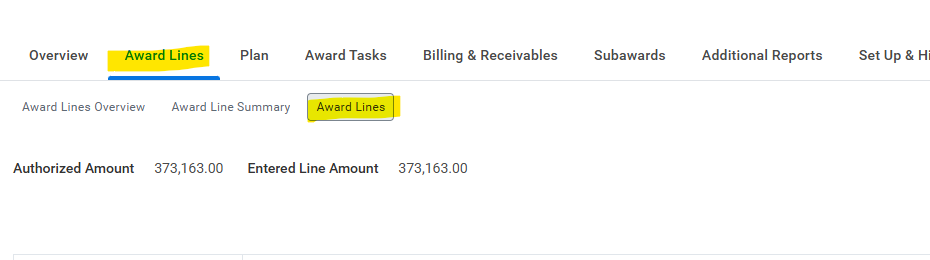 Overview Award Lines Plan Award Tasks Billing & Receivables Subawards Additional Reports Set Up &
Award Lines Overview Award Line Summary Award Lines
Authorized Amount 373,163.00 Entered Line Amount 373,163.00